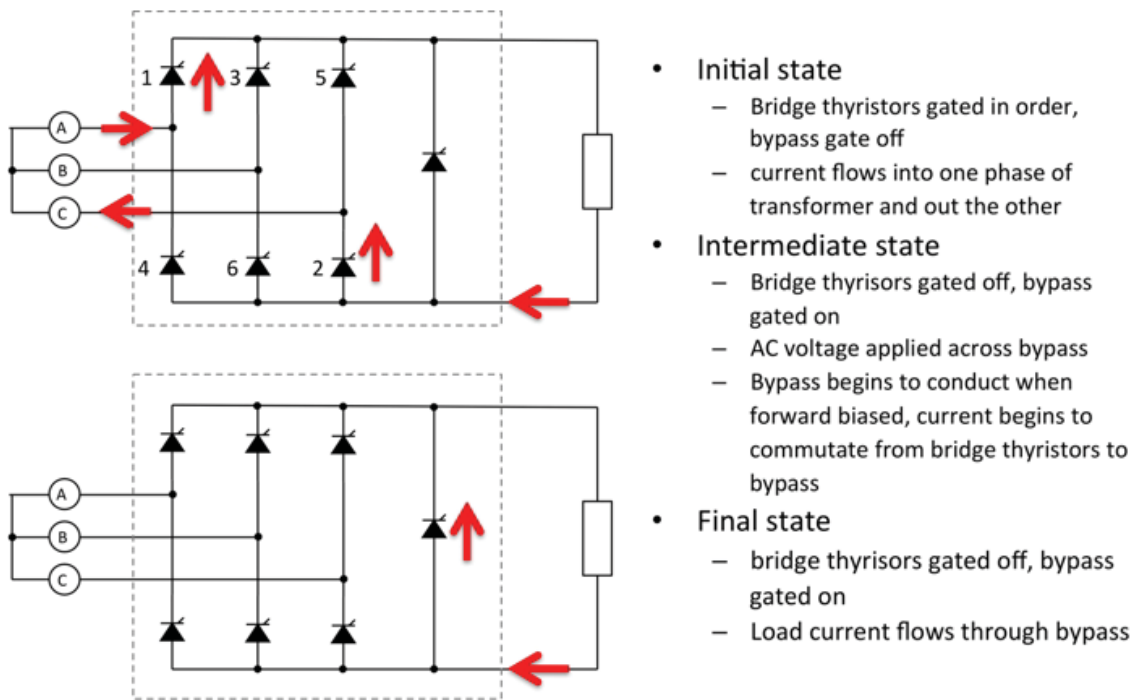 1
3
5
A
B
C
4
6
2
A
B
C
• Initial state
– Bridge thyristors gated in order,
bypass gate off
– current flows into one phase of
transformer and out the other
• Intermediate state
– Bridge thyrisors gated off, bypass
gated on
– AC voltage applied across bypass
– Bypass begins to conduct when
forward biased, current begins to
commutate from bridge thyristors to
bypass
• Final state
– bridge thyrisors gated off, bypass
gated on
– Load current flows through bypass